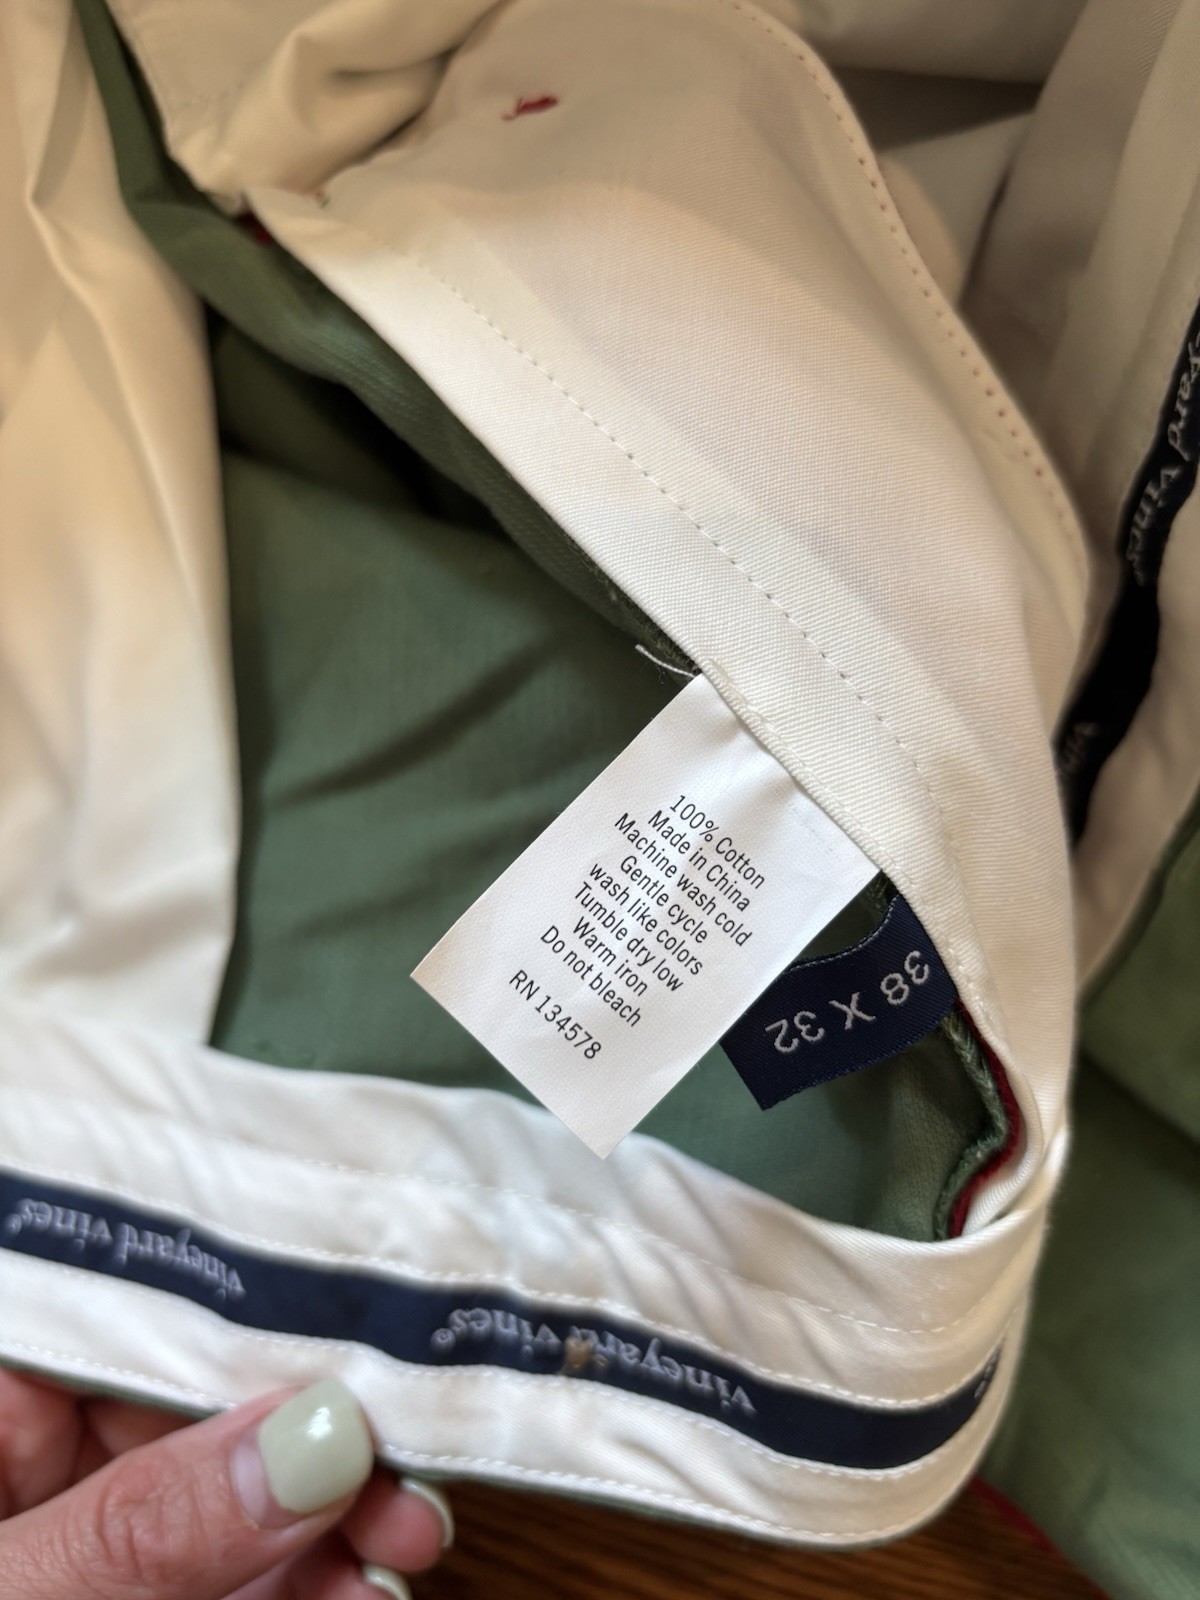 100% Cotton
Made in China
Machine wash cold
Gentle cycle
wash like colors
Tumble dry low
Warm iron
Do not bleach
RN 134578
38 X 32
vineyard vines®
vineyard vines®
vines®